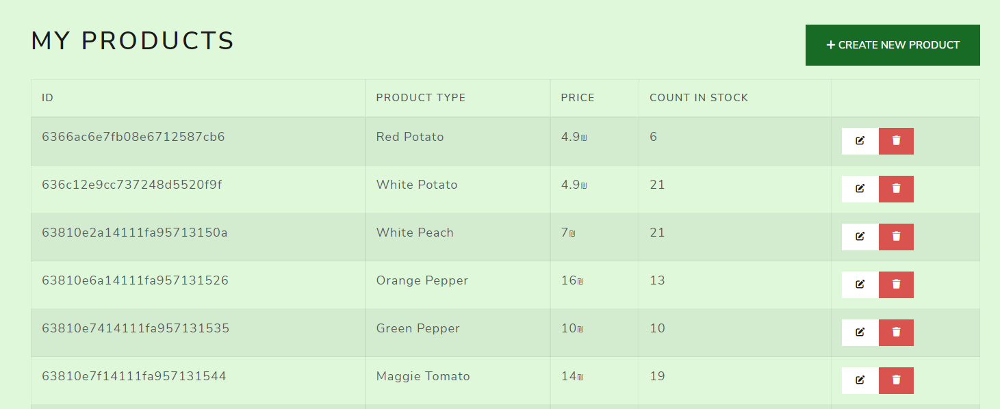 MY PRODUCTS
+ CREATE NEW PRODUCT
ID PRODUCT TYPE PRICE COUNT IN STOCK
6366ac6e7fb08e6712587cb6 Red Potato 4.9₪ 6
636c12e9cc737248d5520f9f White Potato 4.9₪ 21
63810e2a14111fa95713150a White Peach 7₪ 21
63810e6a14111fa957131526 Orange Pepper 16₪ 13
63810e7414111fa957131535 Green Pepper 10₪ 10
63810e7f14111fa957131544 Maggie Tomato 14₪ 19